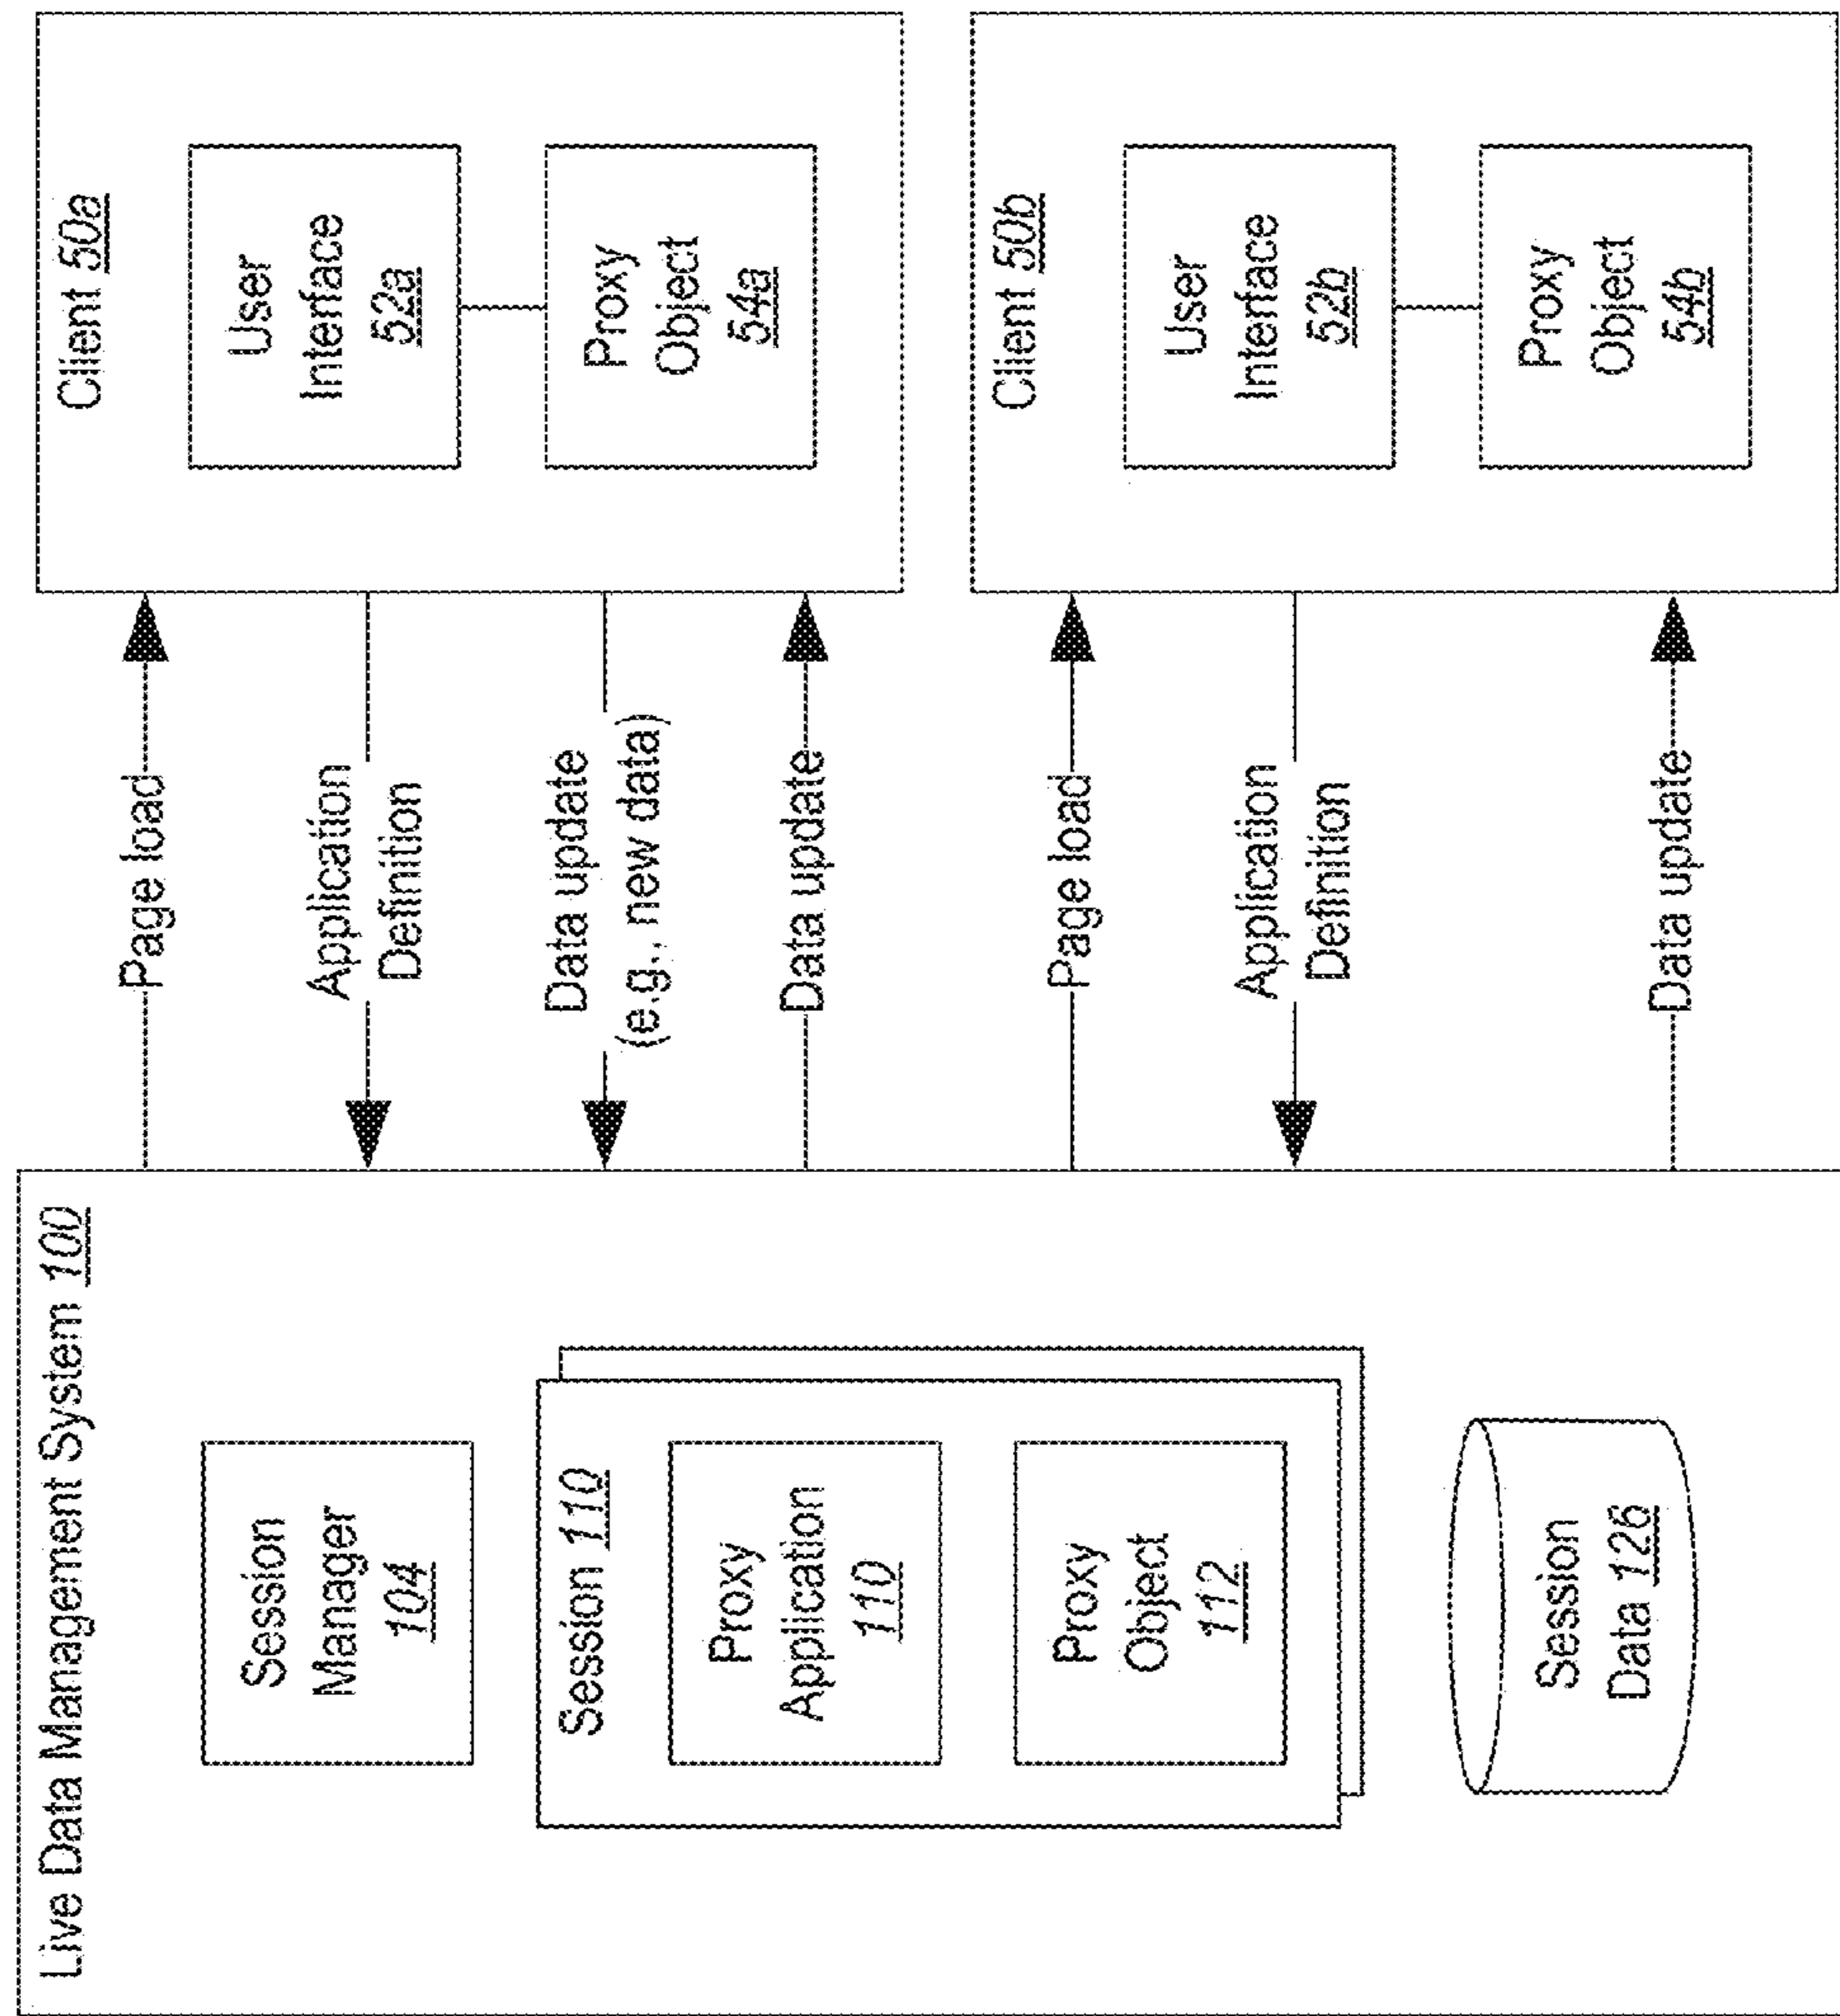 Live Data Management System 100
Session
Manager
104
Session 110
Proxy
Application
110
Proxy
Object
112
Session
Data 126
Page load
Application
Definition
Data update
(e.g., new data)
Data update
Page load
Application
Definition
Data update
Client 50a
User
Interface
52a
Proxy
Object
54a
Client 50b
User
Interface
52b
Proxy
Object
54b